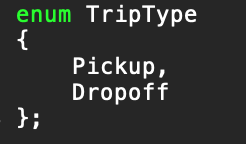 enum TripType
{
    Pickup,
    Dropoff
};